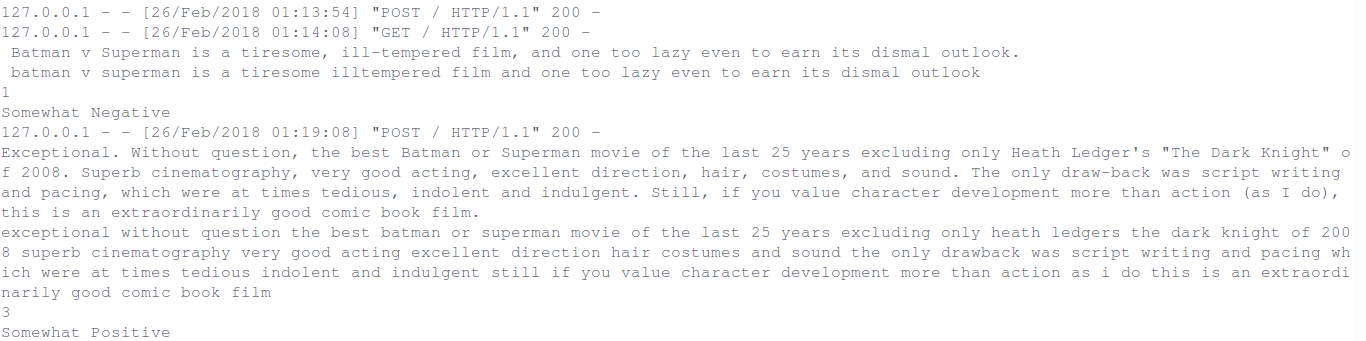 127.0.0.1 - - [26/Feb/2018 01:13:54] "POST / HTTP/1.1" 200 -
127.0.0.1 - - [26/Feb/2018 01:14:08] "GET / HTTP/1.1" 200 -
Batman v Superman is a tiresome, ill-tempered film, and one too lazy even to earn its dismal outlook.
batman v superman is a tiresome illtempered film and one too lazy even to earn its dismal outlook
1
Somewhat Negative
127.0.0.1 - - [26/Feb/2018 01:19:08] "POST / HTTP/1.1" 200 -
Exceptional. Without question, the best Batman or Superman movie of the last 25 years excluding only Heath Ledger's "The Dark Knight" o
f 2008. Superb cinematography, very good acting, excellent direction, hair, costumes, and sound. The only draw-back was script writing
and pacing, which were at times tedious, indolent and indulgent. Still, if you value character development more than action (as I do),
this is an extraordinarily good comic book film.
exceptional without question the best batman or superman movie of the last 25 years excluding only heath ledgers the dark knight of 200
8 superb cinematography very good acting excellent direction hair costumes and sound the only drawback was script writing and pacing wh
ich were at times tedious indolent and indulgent still if you value character development more than action as i do this is an extraordi
narily good comic book film
3
Somewhat Positive